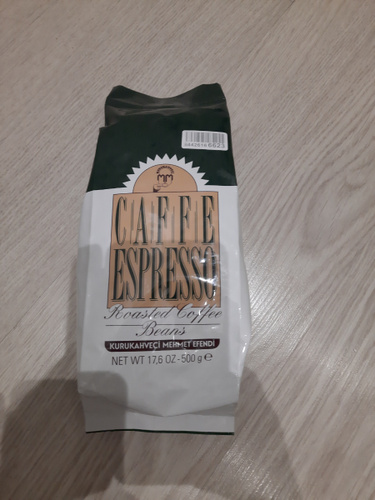 CAFFE
ESPRESSO
Roasted Coffee
Beans
KURUKAHVECİ MEHMET EFENDİ
NET WT 17,6 OZ - 500 g e